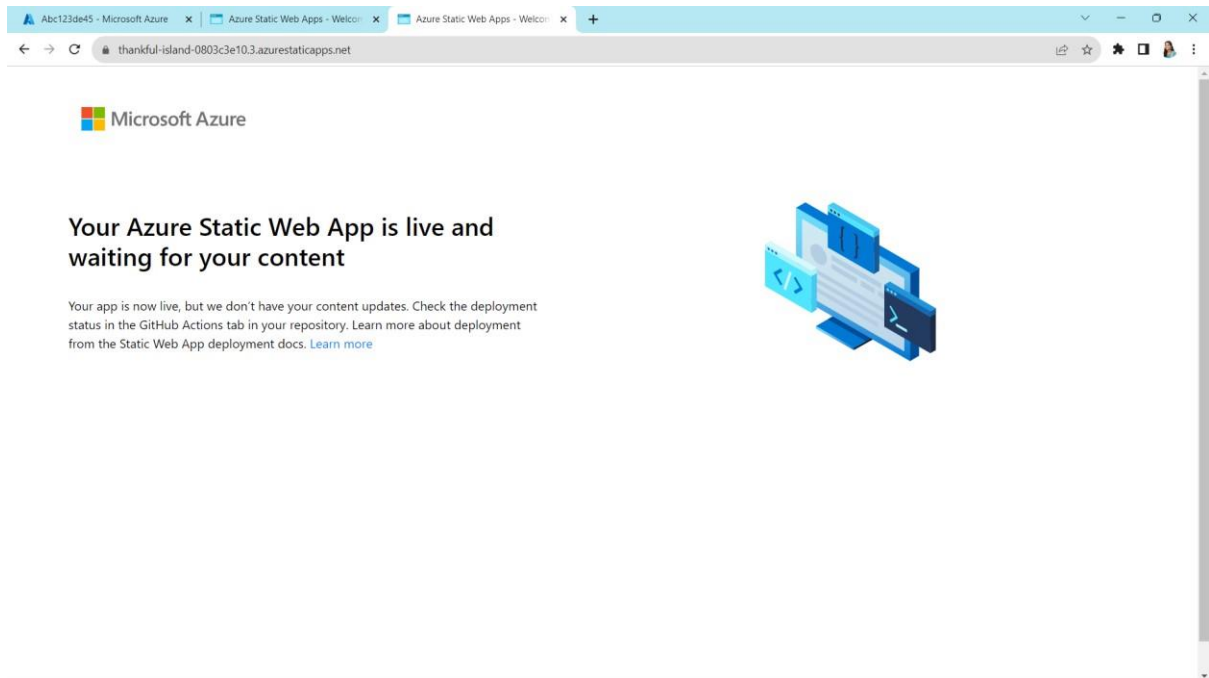 Abc123de45 - Microsoft Azure
Azure Static Web Apps - Welcon
Azure Static Web Apps - Welcon
thankful-island-0803c3e10.3.azurestaticapps.net
Microsoft Azure
Your Azure Static Web App is live and
waiting for your content
Your app is now live, but we don't have your content updates. Check the deployment
status in the GitHub Actions tab in your repository. Learn more about deployment
from the Static Web App deployment docs. Learn more